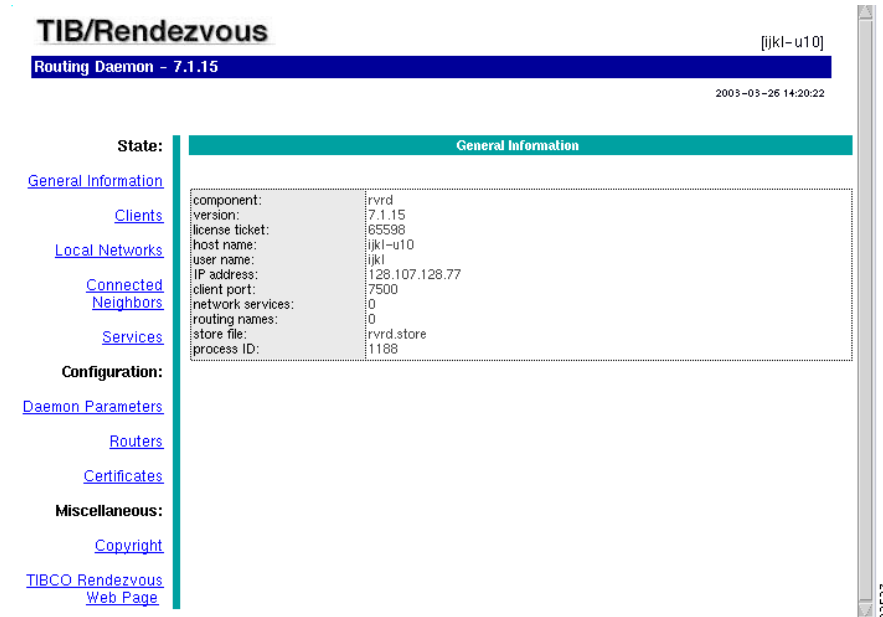 TIB/Rendezvous
[ijkl-u10]
Routing Daemon - 7.1.15
2003-03-26 14:20:22
State:
General Information
Clients
Local Networks
Connected
Neighbors
Services
Configuration:
Daemon Parameters
Routers
Certificates
Miscellaneous:
Copyright
TIBCO Rendezvous
Web Page
General Information
component: rvrd
version: 7.1.15
license ticket: 65598
host name: ijkl-u10
user name: ijkl
IP address: 128.107.128.77
client port: 7500
network services: 0
routing names: 0
store file: rvrd.store
process ID: 1188